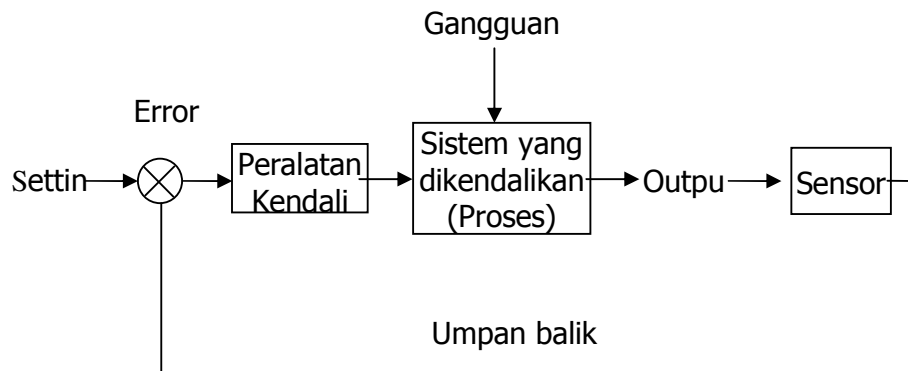 Gangguan
Error
Settin
Peralatan
Kendali
Sistem yang
dikendalikan
(Proses)
Outpu
Sensor
Umpan balik